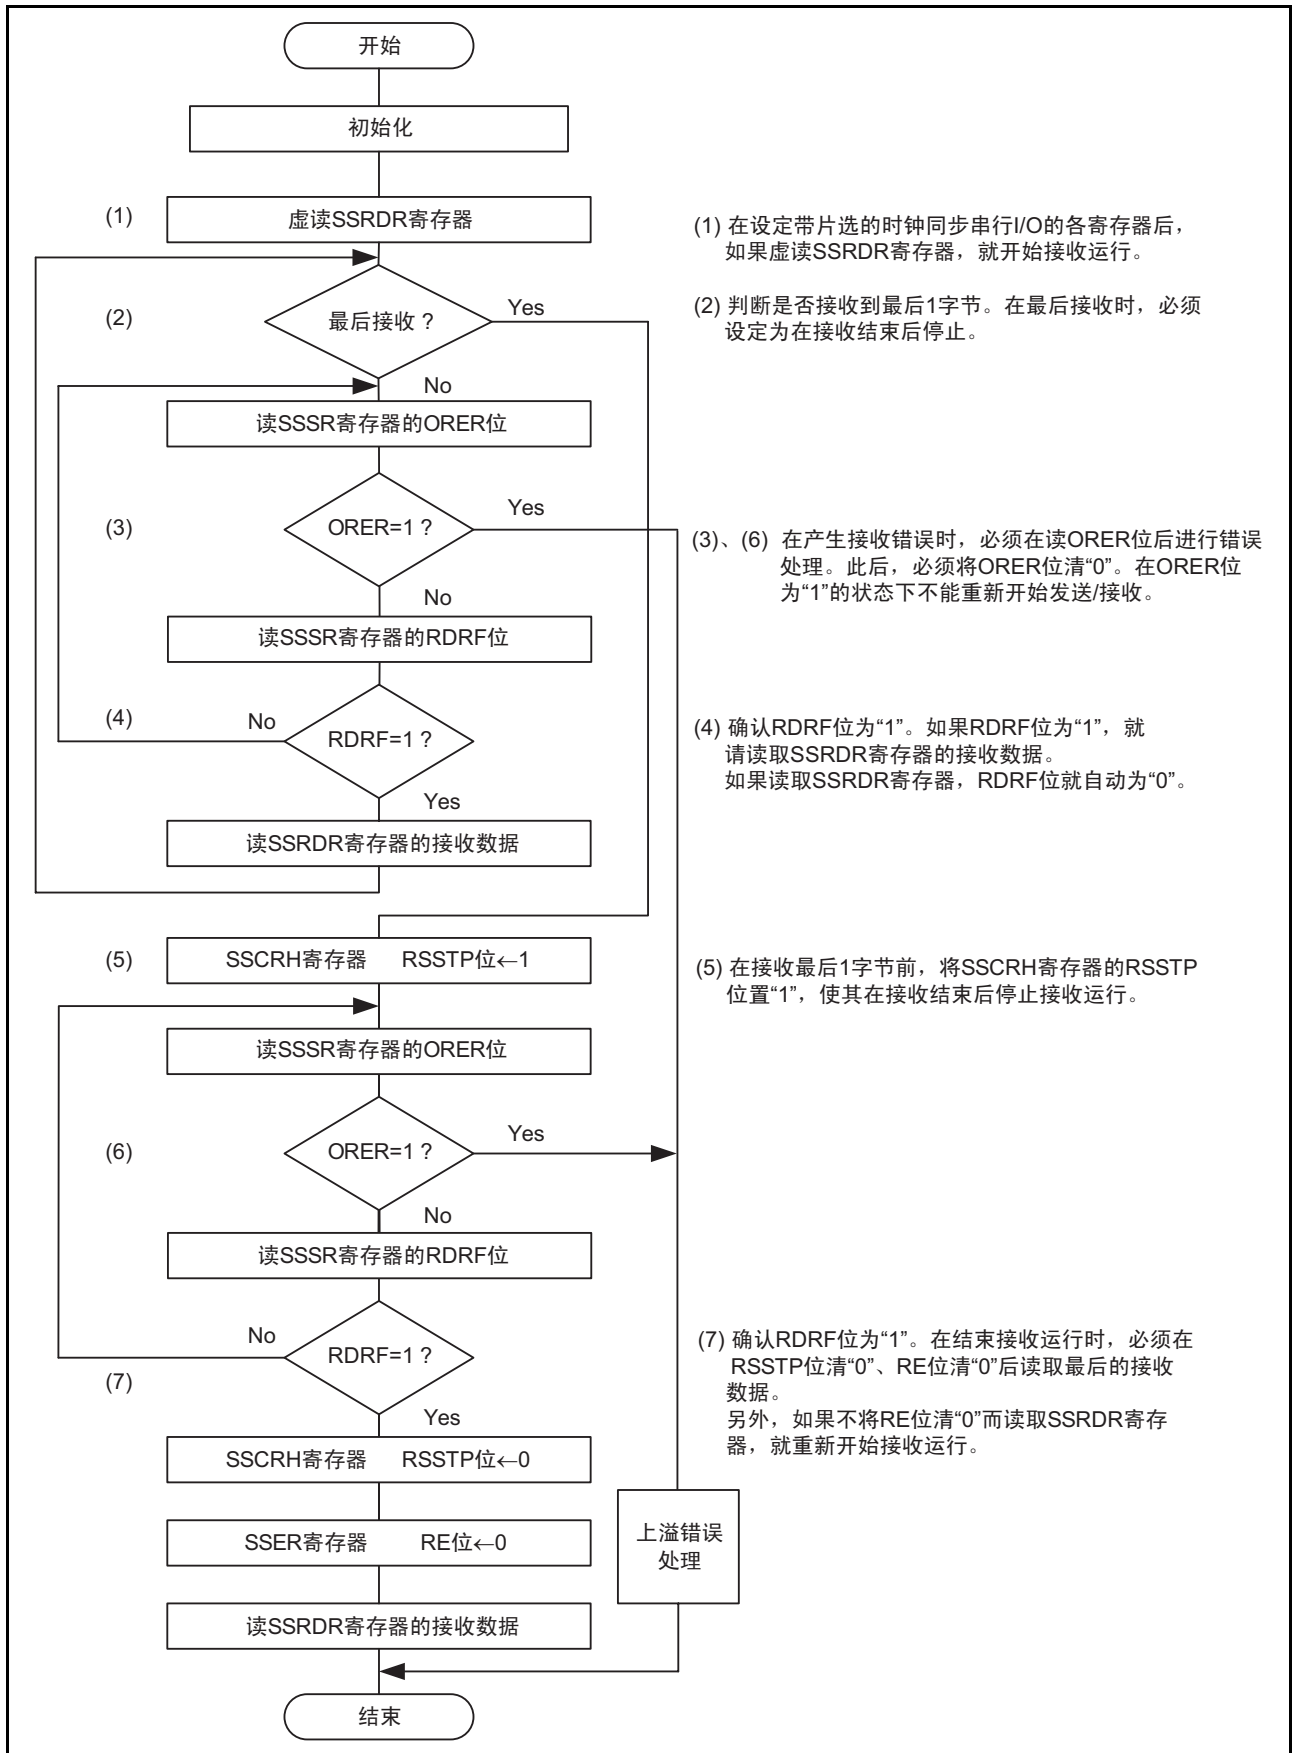 开始
初始化
(1)
虚读SSRDR寄存器
(1) 在设定带片选的时钟同步串行I/O的各寄存器后，
如果虚读SSRDR寄存器，就开始接收运行。
(2)
最后接收？
Yes
(2) 判断是否接收到最后1字节。在最后接收时，必须
设定为在接收结束后停止。
No
读SSSR寄存器的ORER位
(3)
ORER=1？
Yes
(3)、(6) 在产生接收错误时，必须在读ORER位后进行错误
处理。此后，必须将ORER位清“0”。在ORER位
为“1”的状态下不能重新开始发送/接收。
No
读SSSR寄存器的RDRF位
(4)
No
RDRF=1？
(4) 确认RDRF位为“1”。如果RDRF位为“1”，就
请读取SSRDR寄存器的接收数据。
如果读取SSRDR寄存器，RDRF位就自动为“0”。
Yes
读SSRDR寄存器的接收数据
(5)
SSCRH寄存器 RSSTP位←1
(5) 在接收最后1字节前，将SSCRH寄存器的RSSTP
位置“1”，使其在接收结束后停止接收运行。
读SSSR寄存器的ORER位
(6)
ORER=1？
Yes
No
读SSSR寄存器的RDRF位
No
RDRF=1？
(7)
(7) 确认RDRF位为“1”。在结束接收运行时，必须在
RSSTP位清“0”、RE位清“0”后读取最后的接收
数据。
另外，如果不将RE位清“0”而读取SSRDR寄存
器，就重新开始接收运行。
Yes
SSCRH寄存器 RSSTP位←0
SSER寄存器 RE位←0
上溢错误
处理
读SSRDR寄存器的接收数据
结束